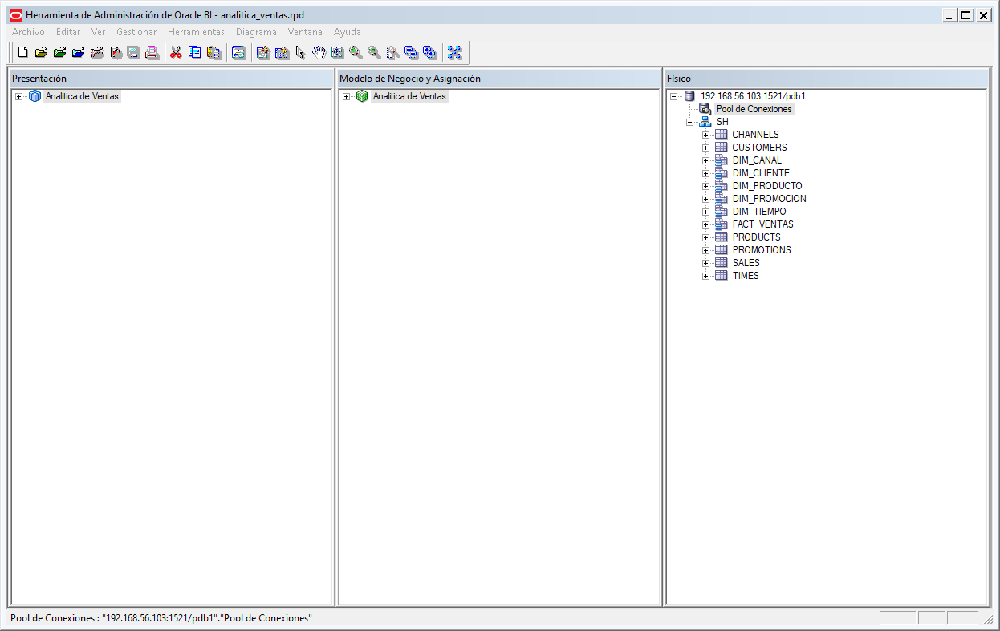 Herramienta de Administración de Oracle BI - analitica_ventas.rpd
Archivo Editar Ver Gestionar Herramientas Diagrama Ventana Ayuda
Presentación
Analitica de Ventas
Modelo de Negocio y Asignación
Analitica de Ventas
Físico
192.168.56.103:1521/pdb1
Pool de Conexiones
SH
CHANNELS
CUSTOMERS
DIM_CANAL
DIM_CLIENTE
DIM_PRODUCTO
DIM_PROMOCION
DIM_TIEMPO
FACT_VENTAS
PRODUCTS
PROMOTIONS
SALES
TIMES
Pool de Conexiones : "192.168.56.103:1521/pdb1"."Pool de Conexiones"